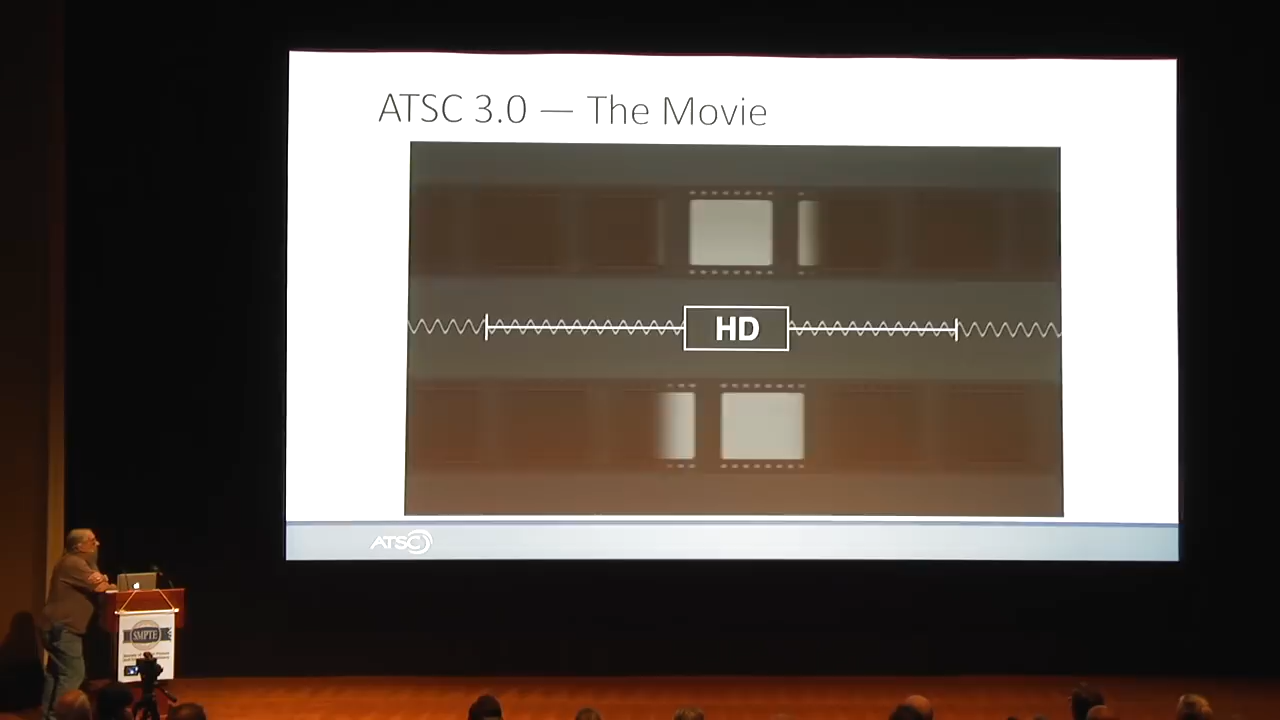 ATSC 3.0 — The Movie
HD
ATSC
SMPTE